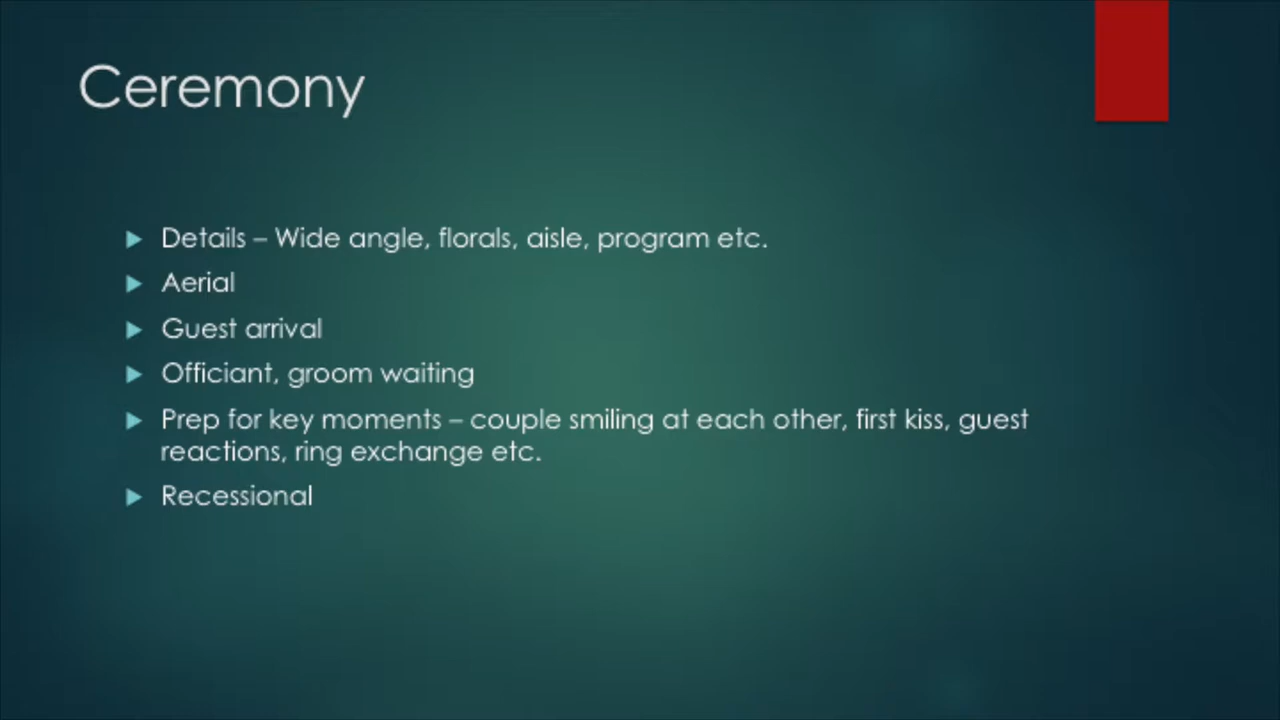 Ceremony
Details – Wide angle, florals, aisle, program etc.
Aerial
Guest arrival
Officiant, groom waiting
Prep for key moments – couple smiling at each other, first kiss, guest
reactions, ring exchange etc.
Recessional